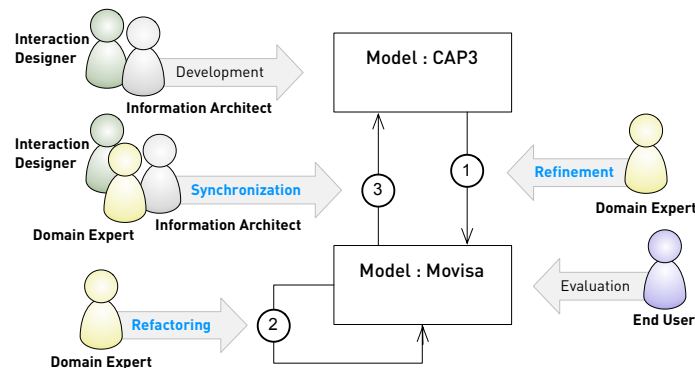 Interaction
Designer
Development
Information Architect
Model : CAP3
Interaction
Designer
Synchronization
Information Architect
Domain Expert
3
1
Refinement
Domain Expert
Model : Movisa
Evaluation
End User
Refactoring
2
Domain Expert